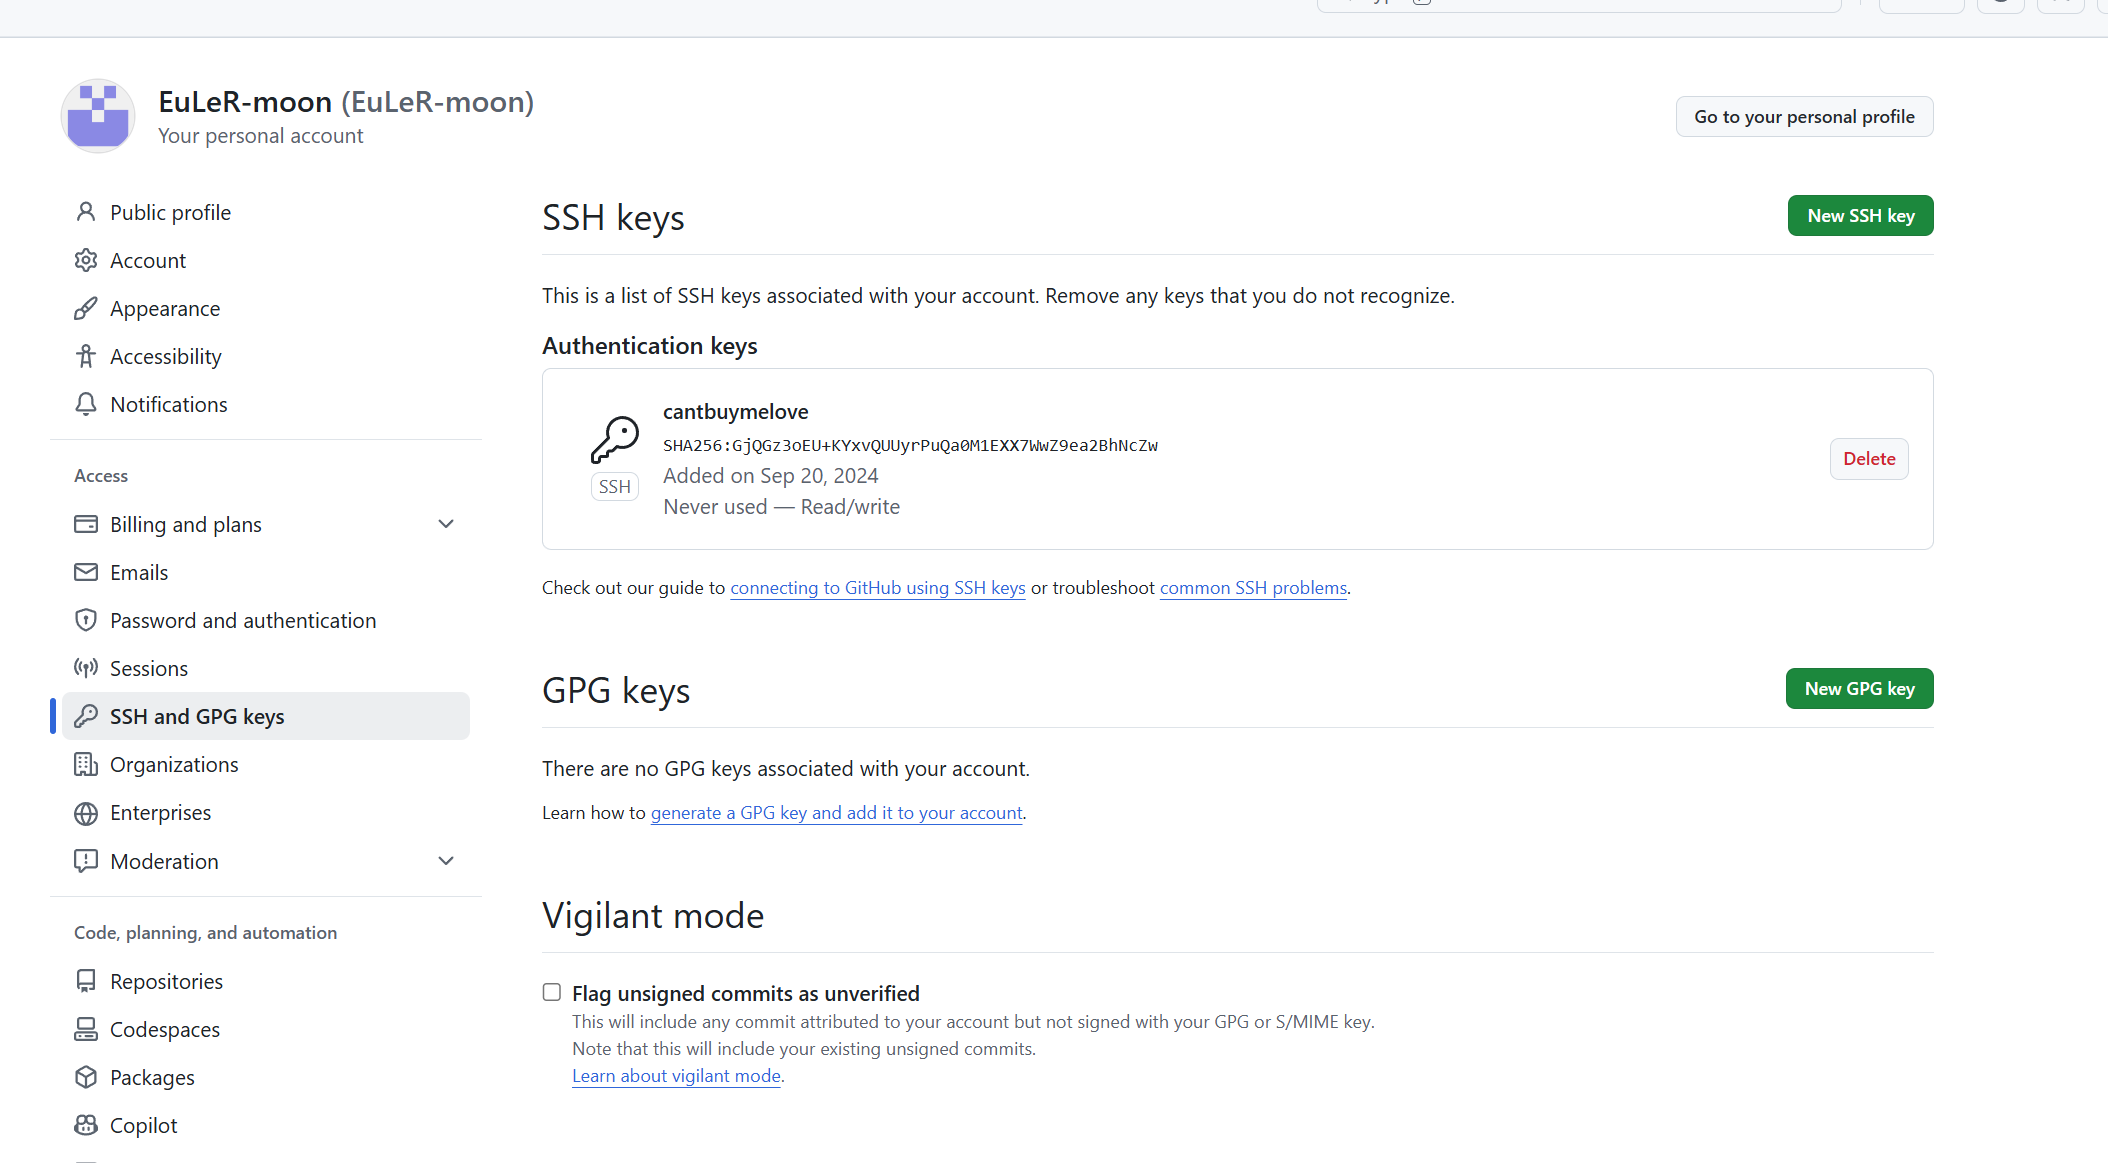 EuLeR-moon (EuLeR-moon)
Your personal account
Go to your personal profile
Public profile
Account
Appearance
Accessibility
Notifications
Access
Billing and plans
Emails
Password and authentication
Sessions
SSH and GPG keys
Organizations
Enterprises
Moderation
Code, planning, and automation
Repositories
Codespaces
Packages
Copilot
SSH keys
New SSH key
This is a list of SSH keys associated with your account. Remove any keys that you do not recognize.
Authentication keys
cantbuymelove
SHA256:GjQGz3oEU+KYxvQUUyrPuQa0M1EXX7WwZ9ea2BhNcZw
Added on Sep 20, 2024
Never used — Read/write
SSH
Delete
Check out our guide to connecting to GitHub using SSH keys or troubleshoot common SSH problems.
GPG keys
New GPG key
There are no GPG keys associated with your account.
Learn how to generate a GPG key and add it to your account.
Vigilant mode
Flag unsigned commits as unverified
This will include any commit attributed to your account but not signed with your GPG or S/MIME key.
Note that this will include your existing unsigned commits.
Learn about vigilant mode.